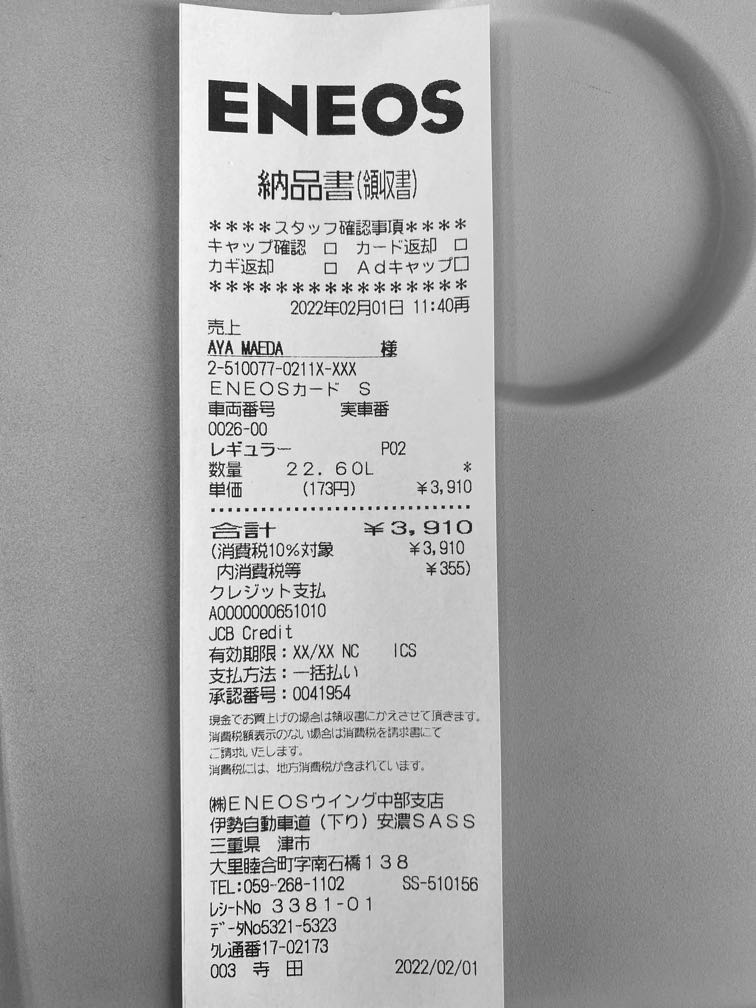 ENEOS
納品書(領収書)
****スタッフ確認事項****
キャップ確認 □ カード返却 □
カギ返却 □ Adキャップ□
****************
2022年02月01日 11:40再
売上
AYA MAEDA 様
2-510077-0211X-XXX
ENEOSカード S
車両番号 実車番
0026-00
レギュラー P02
数量 22.60L *
単価 (173円) ¥3,910
合計 ¥3,910
(消費税10%対象 ¥3,910
内消費税等 ¥355)
クレジット支払
A0000000651010
JCB Credit
有効期限:XX/XX NC ICS
支払方法:一括払い
承認番号:0041954
現金でお買上げの場合は領収書にかえさせて頂きます。
消費税額表示のない場合は消費税を請求書にて
ご請求いたします。
消費税には、地方消費税が含まれています。
㈱ENEOSウイング中部支店
伊勢自動車道(下り)安濃SASS
三重県 津市
大里睦合町字南石橋138
TEL:059-268-1102 SS-510156
レシートNo 3381-01
データNo5321-5323
クレ通番17-02173
003 寺田 2022/02/01